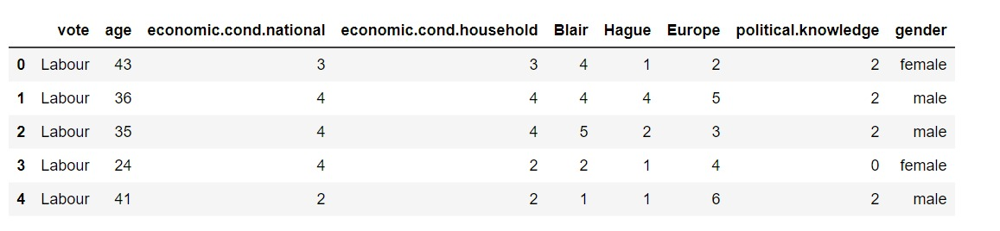 vote age economic.cond.national economic.cond.household Blair Hague Europe political.knowledge gender
0 Labour 43 3 3 4 1 2 2 female
1 Labour 36 4 4 4 4 5 2 male
2 Labour 35 4 4 5 2 3 2 male
3 Labour 24 4 2 2 1 4 0 female
4 Labour 41 2 2 1 1 6 2 male